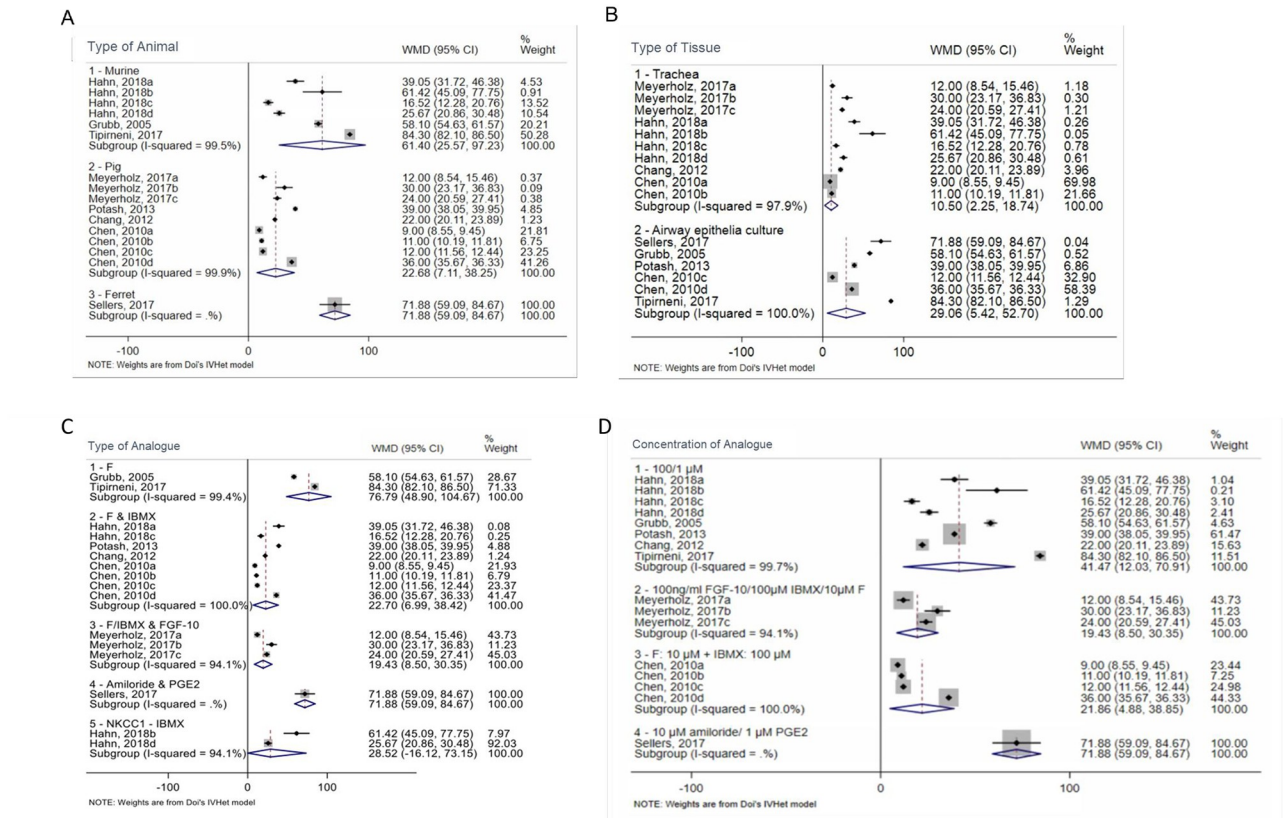 A
Type of Animal WMD (95% CI) % Weight
1 - Murine
Hahn, 2018a 39.05 (31.72, 46.38) 4.53
Hahn, 2018b 61.42 (45.09, 77.75) 0.91
Hahn, 2018c 16.52 (12.28, 20.76) 13.52
Hahn, 2018d 25.67 (20.86, 30.48) 10.54
Grubb, 2005 58.10 (54.63, 61.57) 20.21
Tipirneni, 2017 84.30 (82.10, 86.50) 50.28
Subgroup (I-squared = 99.5%) 61.40 (25.57, 97.23) 100.00
2 - Pig
Meyerholz, 2017a 12.00 (8.54, 15.46) 0.37
Meyerholz, 2017b 30.00 (23.17, 36.83) 0.09
Meyerholz, 2017c 24.00 (20.59, 27.41) 0.38
Potash, 2013 39.00 (38.05, 39.95) 4.85
Chang, 2012 22.00 (20.11, 23.89) 1.23
Chen, 2010a 9.00 (8.55, 9.45) 21.81
Chen, 2010b 11.00 (10.19, 11.81) 6.75
Chen, 2010c 12.00 (11.56, 12.44) 23.25
Chen, 2010d 36.00 (35.67, 36.33) 41.26
Subgroup (I-squared = 99.9%) 22.68 (7.11, 38.25) 100.00
3 - Ferret
Sellers, 2017 71.88 (59.09, 84.67) 100.00
Subgroup (I-squared = .%) 71.88 (59.09, 84.67) 100.00
-100 0 100
NOTE: Weights are from Doi's IVHet model
B
Type of Tissue WMD (95% CI) % Weight
1 - Trachea
Meyerholz, 2017a 12.00 (8.54, 15.46) 1.18
Meyerholz, 2017b 30.00 (23.17, 36.83) 0.30
Meyerholz, 2017c 24.00 (20.59, 27.41) 1.21
Hahn, 2018a 39.05 (31.72, 46.38) 0.26
Hahn, 2018b 61.42 (45.09, 77.75) 0.05
Hahn, 2018c 16.52 (12.28, 20.76) 0.78
Hahn, 2018d 25.67 (20.86, 30.48) 0.61
Chang, 2012 22.00 (20.11, 23.89) 3.96
Chen, 2010a 9.00 (8.55, 9.45) 69.98
Chen, 2010b 11.00 (10.19, 11.81) 21.66
Subgroup (I-squared = 97.9%) 10.50 (2.25, 18.74) 100.00
2 - Airway epithelia culture
Sellers, 2017 71.88 (59.09, 84.67) 0.04
Grubb, 2005 58.10 (54.63, 61.57) 0.52
Potash, 2013 39.00 (38.05, 39.95) 6.86
Chen, 2010c 12.00 (11.56, 12.44) 32.90
Chen, 2010d 36.00 (35.67, 36.33) 58.39
Tipirneni, 2017 84.30 (82.10, 86.50) 1.29
Subgroup (I-squared = 100.0%) 29.06 (5.42, 52.70) 100.00
-100 0 100
NOTE: Weights are from Doi's IVHet model
C
Type of Analogue WMD (95% CI) % Weight
1 - F
Grubb, 2005 58.10 (54.63, 61.57) 28.67
Tipirneni, 2017 84.30 (82.10, 86.50) 71.33
Subgroup (I-squared = 99.4%) 76.79 (48.90, 104.67) 100.00
2 - F & IBMX
Hahn, 2018a 39.05 (31.72, 46.38) 0.08
Hahn, 2018c 16.52 (12.28, 20.76) 0.25
Potash, 2013 39.00 (38.05, 39.95) 4.88
Chang, 2012 22.00 (20.11, 23.89) 1.24
Chen, 2010a 9.00 (8.55, 9.45) 21.93
Chen, 2010b 11.00 (10.19, 11.81) 6.79
Chen, 2010c 12.00 (11.56, 12.44) 23.37
Chen, 2010d 36.00 (35.67, 36.33) 41.47
Subgroup (I-squared = 100.0%) 22.70 (6.99, 38.42) 100.00
3 - F/IBMX & FGF-10
Meyerholz, 2017a 12.00 (8.54, 15.46) 43.73
Meyerholz, 2017b 30.00 (23.17, 36.83) 11.23
Meyerholz, 2017c 24.00 (20.59, 27.41) 45.03
Subgroup (I-squared = 94.1%) 19.43 (8.50, 30.35) 100.00
4 - Amiloride & PGE2
Sellers, 2017 71.88 (59.09, 84.67) 100.00
Subgroup (I-squared = .%) 71.88 (59.09, 84.67) 100.00
5 - NKCC1 - IBMX
Hahn, 2018b 61.42 (45.09, 77.75) 7.97
Hahn, 2018d 25.67 (20.86, 30.48) 92.03
Subgroup (I-squared = 94.1%) 28.52 (-16.12, 73.15) 100.00
-100 0 100
NOTE: Weights are from Doi's IVHet model
D
Concentration of Analogue WMD (95% CI) % Weight
1 - 100/1 µM
Hahn, 2018a 39.05 (31.72, 46.38) 1.04
Hahn, 2018b 61.42 (45.09, 77.75) 0.21
Hahn, 2018c 16.52 (12.28, 20.76) 3.10
Hahn, 2018d 25.67 (20.86, 30.48) 2.41
Grubb, 2005 58.10 (54.63, 61.57) 4.63
Potash, 2013 39.00 (38.05, 39.95) 61.47
Chang, 2012 22.00 (20.11, 23.89) 15.63
Tipirneni, 2017 84.30 (82.10, 86.50) 11.51
Subgroup (I-squared = 99.7%) 41.47 (12.03, 70.91) 100.00
2 - 100ng/ml FGF-10/100µM IBMX/10µM F
Meyerholz, 2017a 12.00 (8.54, 15.46) 43.73
Meyerholz, 2017b 30.00 (23.17, 36.83) 11.23
Meyerholz, 2017c 24.00 (20.59, 27.41) 45.03
Subgroup (I-squared = 94.1%) 19.43 (8.50, 30.35) 100.00
3 - F: 10 µM + IBMX: 100 µM
Chen, 2010a 9.00 (8.55, 9.45) 23.44
Chen, 2010b 11.00 (10.19, 11.81) 7.25
Chen, 2010c 12.00 (11.56, 12.44) 24.98
Chen, 2010d 36.00 (35.67, 36.33) 44.33
Subgroup (I-squared = 100.0%) 21.86 (4.88, 38.85) 100.00
4 - 10 µM amiloride/ 1 µM PGE2
Sellers, 2017 71.88 (59.09, 84.67) 100.00
Subgroup (I-squared = .%) 71.88 (59.09, 84.67) 100.00
-100 0 100
NOTE: Weights are from Doi's IVHet model